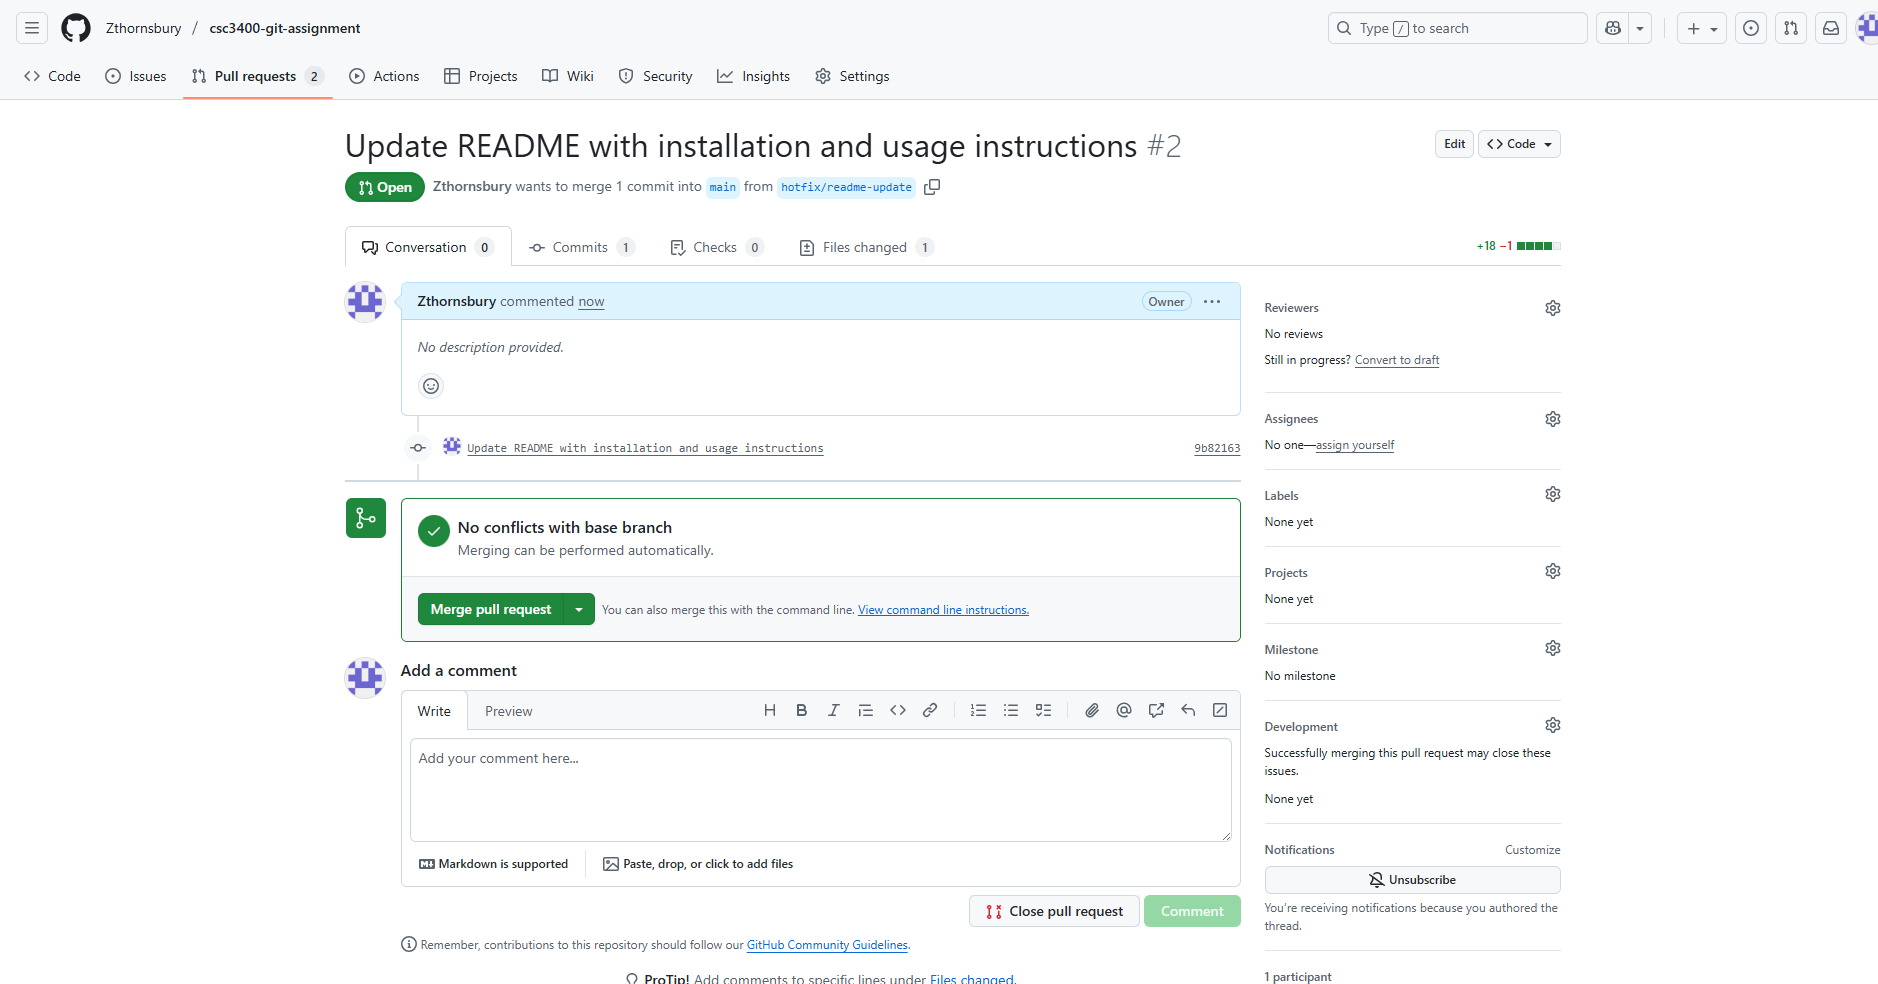 Zthornsbury / csc3400-git-assignment
Type / to search
Code
Issues
Pull requests 2
Actions
Projects
Wiki
Security
Insights
Settings
Update README with installation and usage instructions #2
Edit
Code
Open
Zthornsbury wants to merge 1 commit into main from hotfix/readme-update
Conversation 0
Commits 1
Checks 0
Files changed 1
+18 −1
Zthornsbury commented now
Owner
No description provided.
Update README with installation and usage instructions
9b82163
No conflicts with base branch
Merging can be performed automatically.
Merge pull request
You can also merge this with the command line. View command line instructions.
Add a comment
Write
Preview
Add your comment here...
Markdown is supported
Paste, drop, or click to add files
Close pull request
Comment
Remember, contributions to this repository should follow our GitHub Community Guidelines.
ProTip! Add comments to specific lines under Files changed.
Reviewers
No reviews
Still in progress? Convert to draft
Assignees
No one—assign yourself
Labels
None yet
Projects
None yet
Milestone
No milestone
Development
Successfully merging this pull request may close these
issues.
None yet
Notifications
Customize
Unsubscribe
You're receiving notifications because you authored the
thread.
1 participant